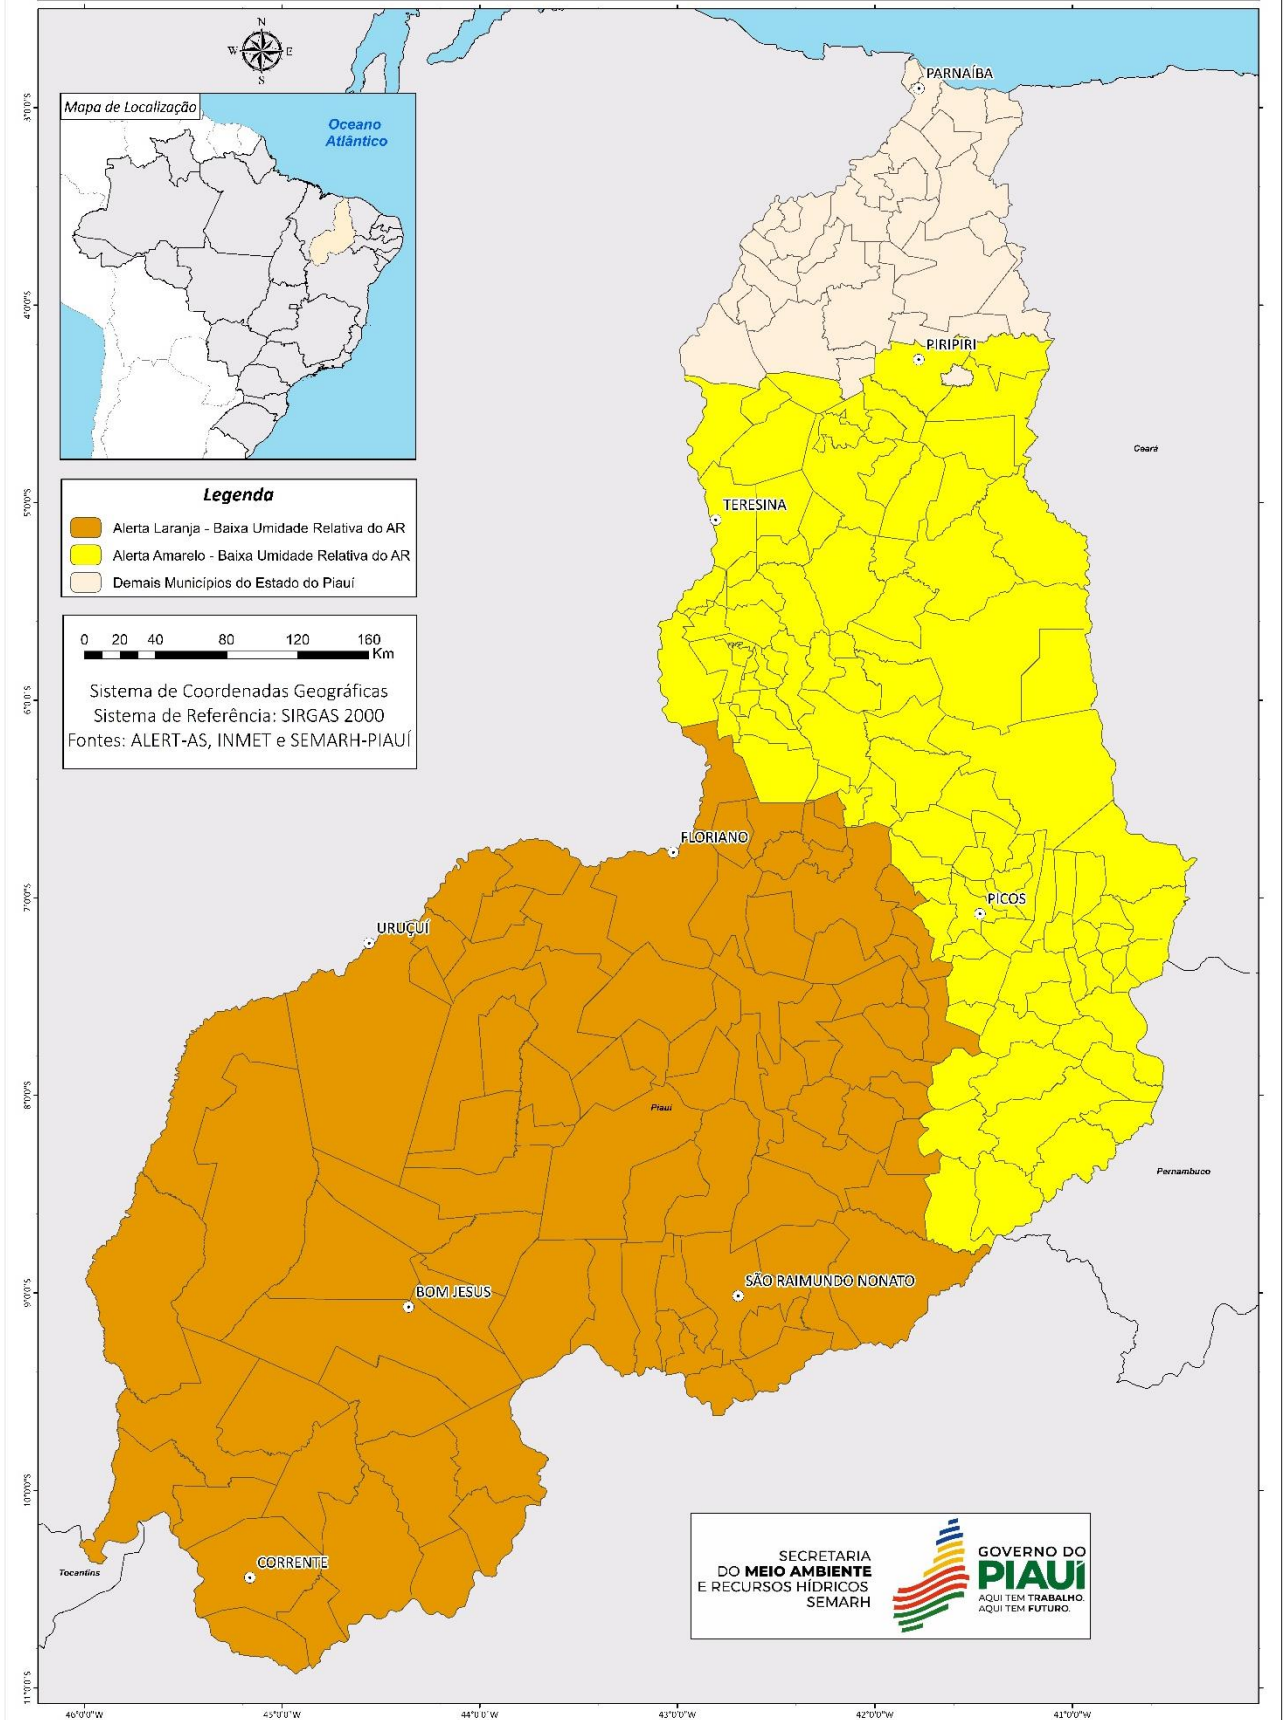 N
W E
S
Mapa de Localização
Oceano
Atlântico
Legenda
Alerta Laranja - Baixa Umidade Relativa do AR
Alerta Amarelo - Baixa Umidade Relativa do AR
Demais Municípios do Estado do Piauí
0 20 40 80 120 160
Km
Sistema de Coordenadas Geográficas
Sistema de Referência: SIRGAS 2000
Fontes: ALERT-AS, INMET e SEMARH-PIAUÍ
PARNAÍBA
PIRIPIRI
Ceará
TERESINA
FLORIANO
PICOS
URUÇUÍ
Piauí
Pernambuco
SÃO RAIMUNDO NONATO
BOM JESUS
CORRENTE
Tocantins
SECRETARIA
DO MEIO AMBIENTE
E RECURSOS HÍDRICOS
SEMARH
GOVERNO DO
PIAUÍ
AQUI TEM TRABALHO.
AQUI TEM FUTURO.
3°0'0"S
4°0'0"S
5°0'0"S
6°0'0"S
7°0'0"S
8°0'0"S
9°0'0"S
10°0'0"S
11°0'0"S
46°0'0"W 45°0'0"W 44°0'0"W 43°0'0"W 42°0'0"W 41°0'0"W